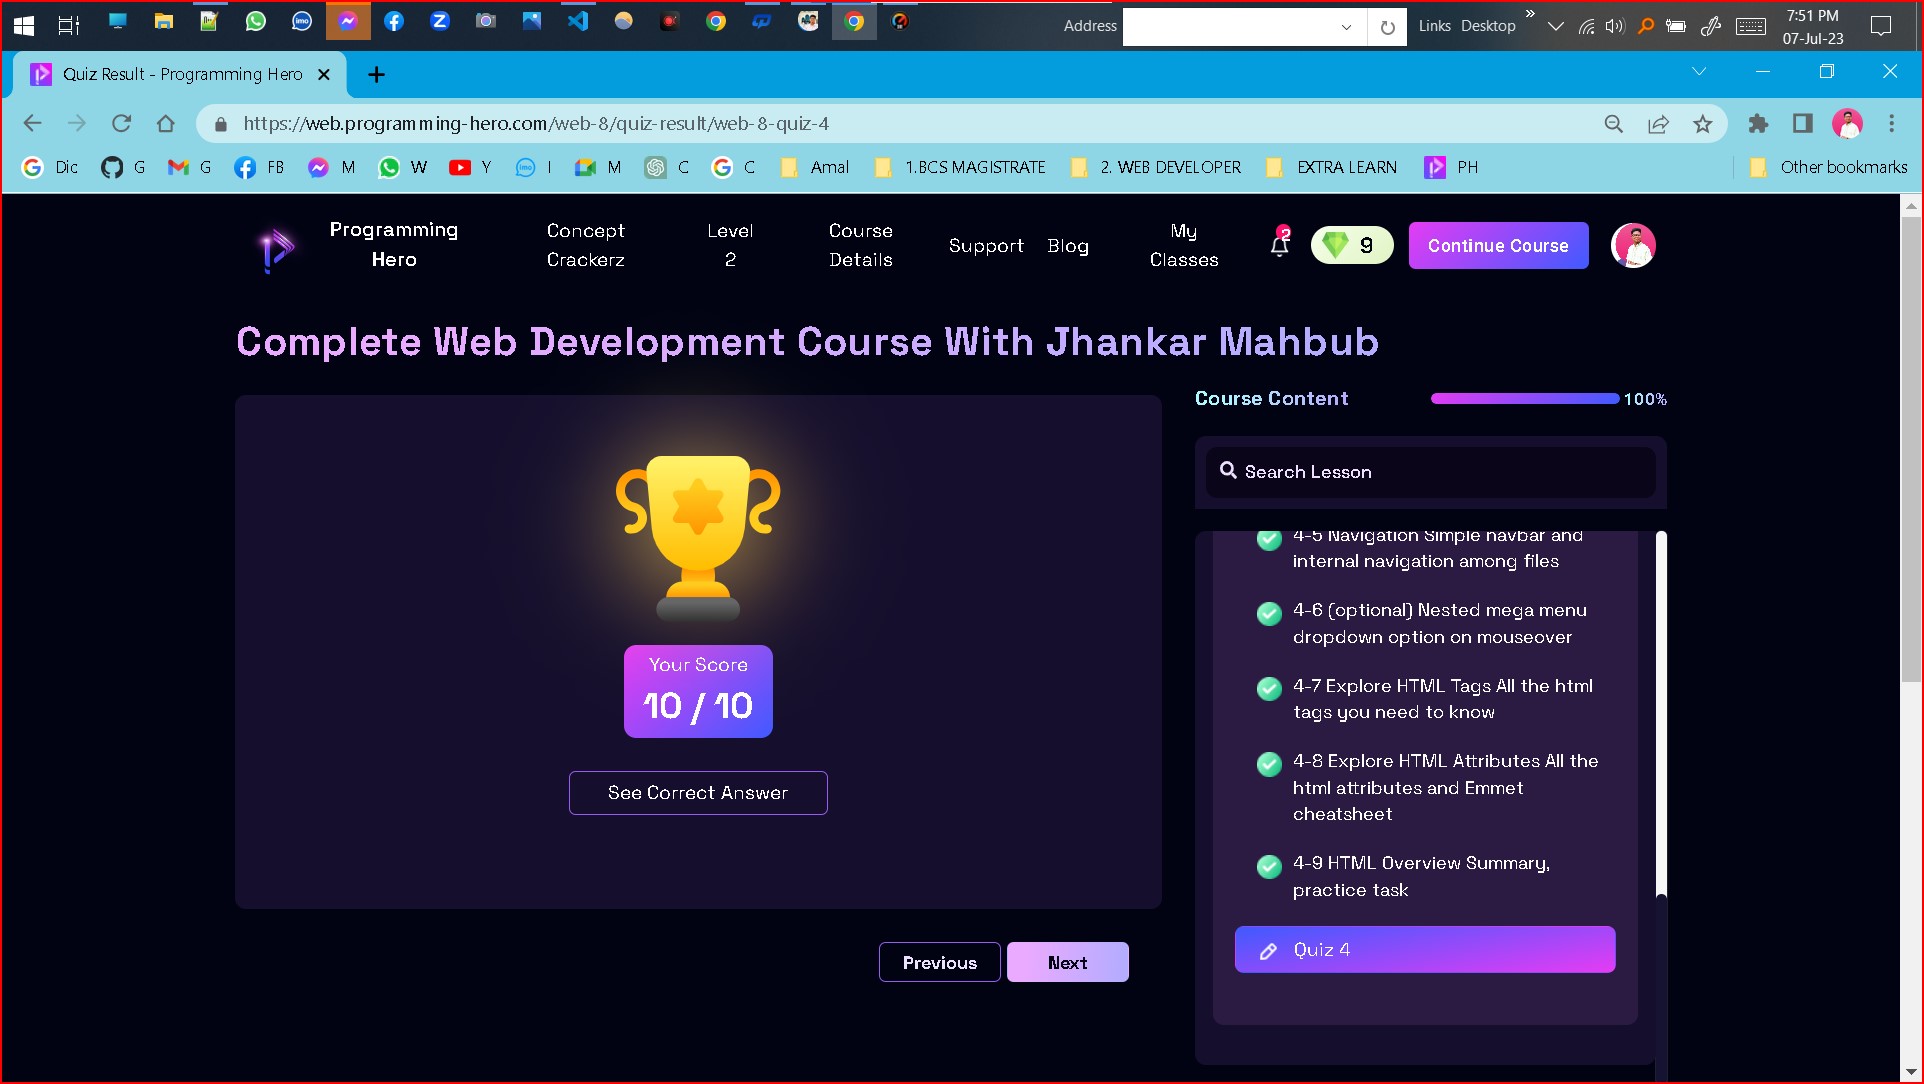 Address
Links
Desktop
»
7:51 PM
07-Jul-23
Quiz Result - Programming Hero
https://web.programming-hero.com/web-8/quiz-result/web-8-quiz-4
Dic
G
G
FB
M
W
Y
I
M
C
C
Amal
1.BCS MAGISTRATE
2. WEB DEVELOPER
EXTRA LEARN
PH
Other bookmarks
Programming
Hero
Concept
Crackerz
Level
2
Course
Details
Support
Blog
My
Classes
2
9
Continue Course
Complete Web Development Course With Jhankar Mahbub
Your Score
10 / 10
See Correct Answer
Previous
Next
Course Content
100%
Search Lesson
4-5 Navigation Simple navbar and
internal navigation among files
4-6 (optional) Nested mega menu
dropdown option on mouseover
4-7 Explore HTML Tags All the html
tags you need to know
4-8 Explore HTML Attributes All the
html attributes and Emmet
cheatsheet
4-9 HTML Overview Summary,
practice task
Quiz 4